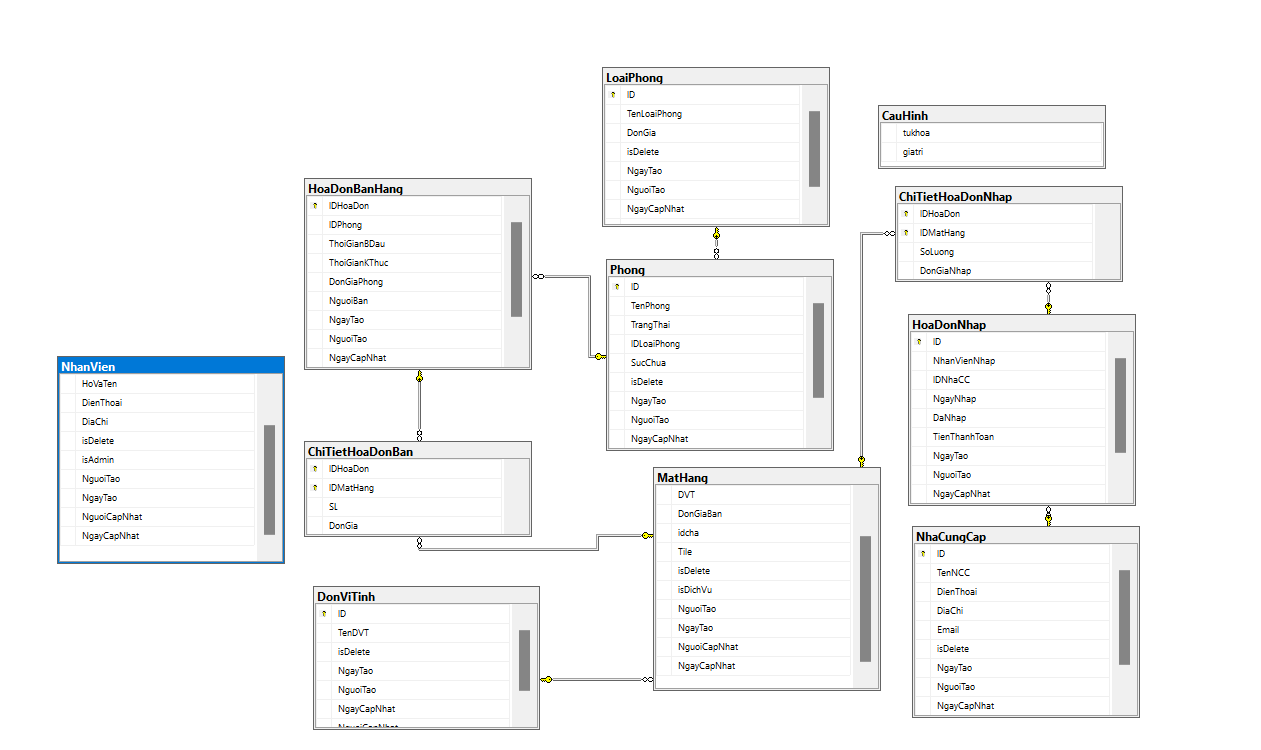 LoaiPhong
ID
TenLoaiPhong
DonGia
isDelete
NgayTao
NguoiTao
NgayCapNhat
CauHinh
tukhoa
giatri
HoaDonBanHang
IDHoaDon
IDPhong
ThoiGianBDau
ThoiGianKThuc
DonGiaPhong
NguoiBan
NgayTao
NguoiTao
NgayCapNhat
ChiTietHoaDonNhap
IDHoaDon
IDMatHang
SoLuong
DonGiaNhap
Phong
ID
TenPhong
TrangThai
IDLoaiPhong
SucChua
isDelete
NgayTao
NguoiTao
NgayCapNhat
HoaDonNhap
ID
NhanVienNhap
IDNhaCC
NgayNhap
DaNhap
TienThanhToan
NgayTao
NguoiTao
NgayCapNhat
NhanVien
HoVaTen
DienThoai
DiaChi
isDelete
isAdmin
NguoiTao
NgayTao
NguoiCapNhat
NgayCapNhat
ChiTietHoaDonBan
IDHoaDon
IDMatHang
SL
DonGia
MatHang
DVT
DonGiaBan
idcha
Tile
isDelete
isDichVu
NguoiTao
NgayTao
NguoiCapNhat
NgayCapNhat
NhaCungCap
ID
TenNCC
DienThoai
DiaChi
Email
isDelete
NgayTao
NguoiTao
NgayCapNhat
DonViTinh
ID
TenDVT
isDelete
NgayTao
NguoiTao
NgayCapNhat